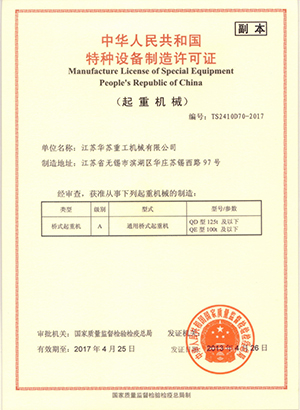 副本
中华人民共和国
特种设备制造许可证
Manufacture License of Special Equipment
People's Republic of China
（起重机械）
编号：TS2410D70-2017
单位名称：江苏华苏重工机械有限公司
制造地址：江苏省无锡市滨湖区华庄苏锡西路97号
经审查，获准从事下列起重机械的制造：
类型 级别 型式 型号/参数
桥式起重机 A 通用桥式起重机 QD型 125t 及以下
QE型 100t 及以下
审批机关：国家质量监督检验检疫总局 发证机关：
有效期至：2017年4月25日 发证日期：2013年4月26日
国家质量监督检验检疫总局制